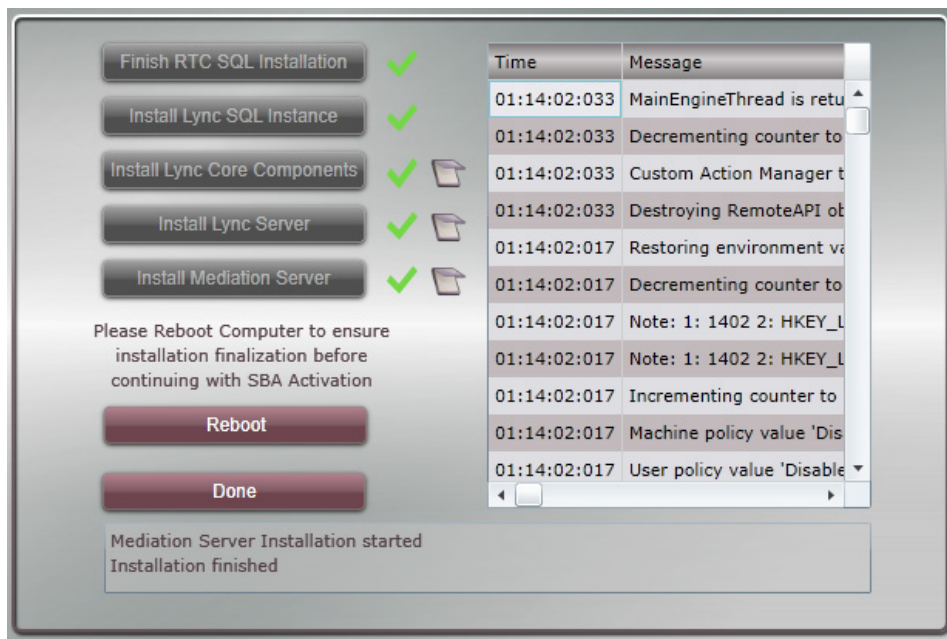 Finish RTC SQL Installation
Install Lync SQL Instance
Install Lync Core Components
Install Lync Server
Install Mediation Server
Please Reboot Computer to ensure
installation finalization before
continuing with SBA Activation
Reboot
Done
Time Message
01:14:02:033 MainEngineThread is retu
01:14:02:033 Decrementing counter to
01:14:02:033 Custom Action Manager t
01:14:02:033 Destroying RemoteAPI ob
01:14:02:017 Restoring environment va
01:14:02:017 Decrementing counter to
01:14:02:017 Note: 1: 1402 2: HKEY_L
01:14:02:017 Note: 1: 1402 2: HKEY_L
01:14:02:017 Incrementing counter to
01:14:02:017 Machine policy value 'Dis
01:14:02:017 User policy value 'Disable
Mediation Server Installation started
Installation finished